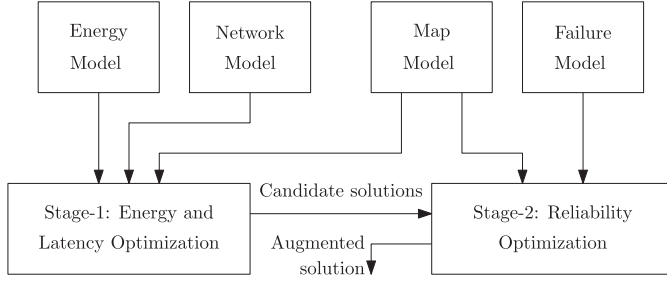 Energy
Model
Network
Model
Map
Model
Failure
Model
Candidate solutions
Stage-1: Energy and
Latency Optimization
Stage-2: Reliability
Optimization
Augmented
solution